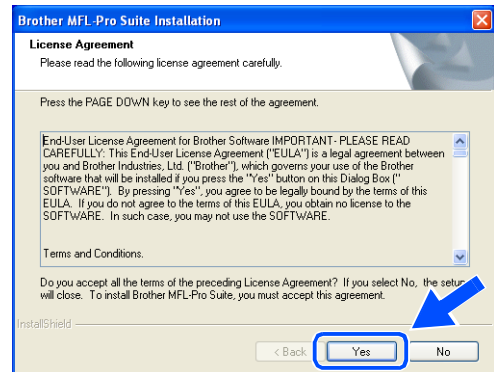 Brother MFL-Pro Suite Installation
License Agreement
Please read the following license agreement carefully.
Press the PAGE DOWN key to see the rest of the agreement.
End-User License Agreement for Brother Software IMPORTANT- PLEASE READ
CAREFULLY: This End-User License Agreement ("EULA") is a legal agreement between
you and Brother Industries, Ltd. ("Brother"), which governs your use of the Brother
software that will be installed if you press the "Yes" button on this Dialog Box ("
SOFTWARE"). By pressing "Yes", you agree to be legally bound by the terms of this
EULA. If you do not agree to the terms of this EULA, you obtain no license to the
SOFTWARE. In such case, you may not use the SOFTWARE.
Terms and Conditions.
Do you accept all the terms of the preceding License Agreement? If you select No, the setup
will close. To install Brother MFL-Pro Suite, you must accept this agreement.
InstallShield
< Back
Yes
No